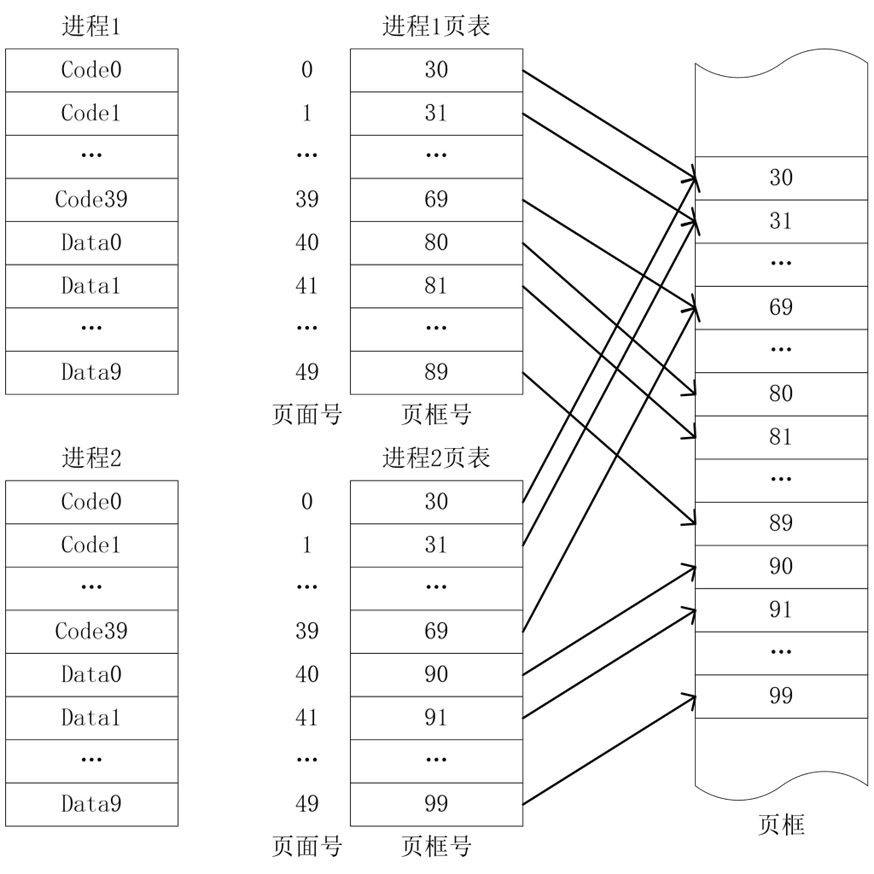 进程1 进程1页表
Code0 0 30
Code1 1 31
… … …
Code39 39 69
Data0 40 80
Data1 41 81
… … …
Data9 49 89
页面号 页框号
进程2 进程2页表
Code0 0 30
Code1 1 31
… … …
Code39 39 69
Data0 40 90
Data1 41 91
… … …
Data9 49 99
页面号 页框号
30
31
…
69
…
80
81
…
89
90
91
…
99
页框